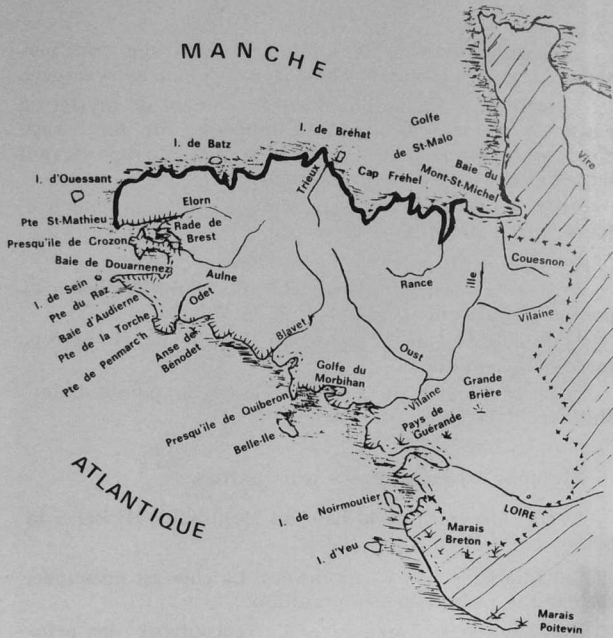 MANCHE
I. de Batz
I. de Bréhat
Golfe
de St-Malo
Baie du
Mont-St-Michel
Cap Fréhel
Vire
I. d'Ouessant
Trieux
Elorn
Pte St-Mathieu
Rade de
Brest
Presqu'ile de Crozon
Baie de Douarnenez
Couesnon
Aulne
Rance
Ille
I. de Sein
Pte du Raz
Odet
Baie d'Audierne
Vilaine
Pte de la Torche
Blavet
Pte de Penmarc'h
Anse de
Bénodet
Oust
Golfe du
Morbihan
Grande
Brière
Vilaine
Presqu'ile de Quiberon
Pays de
Guérande
Belle-Ile
ATLANTIQUE
I. de Noirmoutier
LOIRE
Marais
Breton
I. d'Yeu
Marais
Poitevin